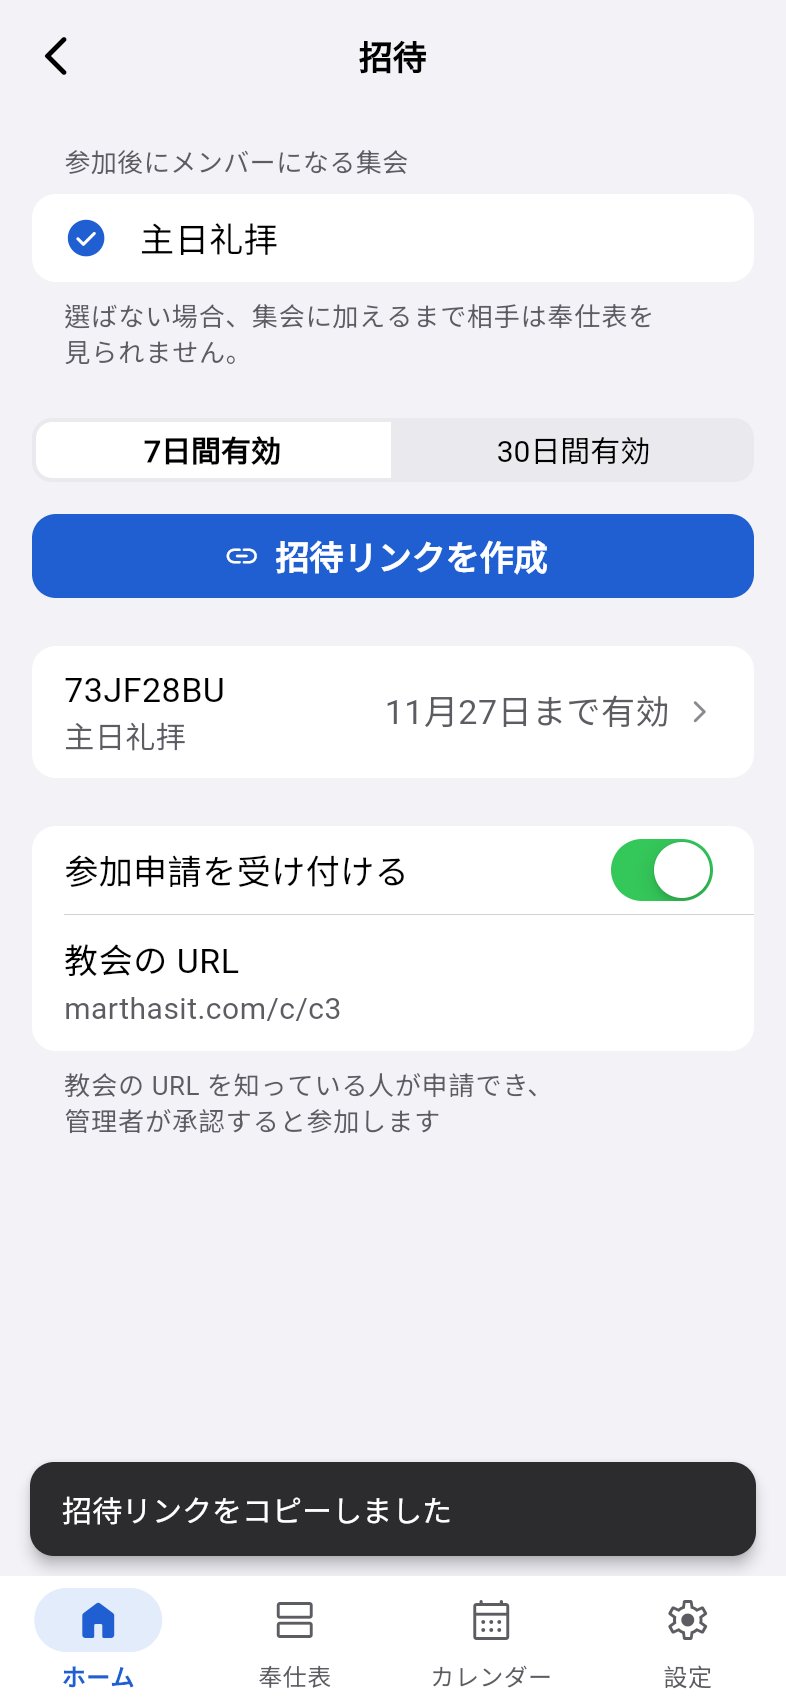 招待
参加後にメンバーになる集会
主日礼拝
選ばない場合、集会に加えるまで相手は奉仕表を
見られません。
7日間有効
30日間有効
招待リンクを作成
73JF28BU
主日礼拝
11月27日まで有効
参加申請を受け付ける
教会の URL
marthasit.com/c/c3
教会の URL を知っている人が申請でき、
管理者が承認すると参加します
招待リンクをコピーしました
ホーム
奉仕表
カレンダー
設定